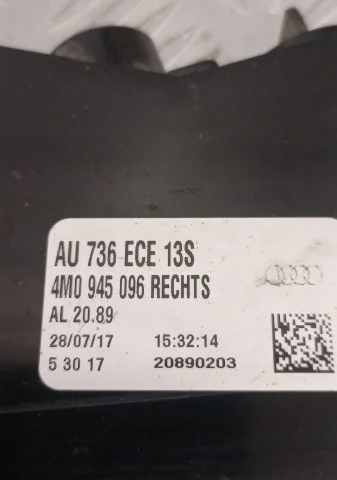 AU 736 ECE 13S
4M0 945 096 RECHTS
AL 20.89
28/07/17 15:32:14
5 30 17 20890203